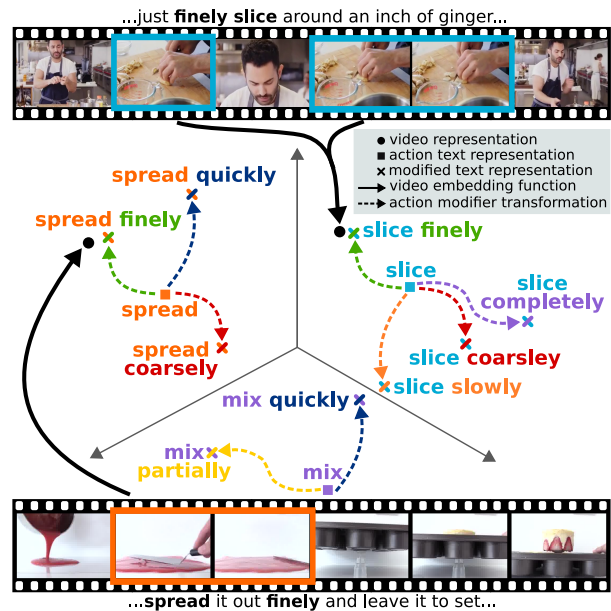 ...just finely slice around an inch of ginger...
video representation
action text representation
modified text representation
video embedding function
action modifier transformation
spread quickly
spread finely
slice finely
slice
slice
completely
spread
spread
coarsely
slice coarsley
slice slowly
mix quickly
mix
partially
mix
...spread it out finely and leave it to set...